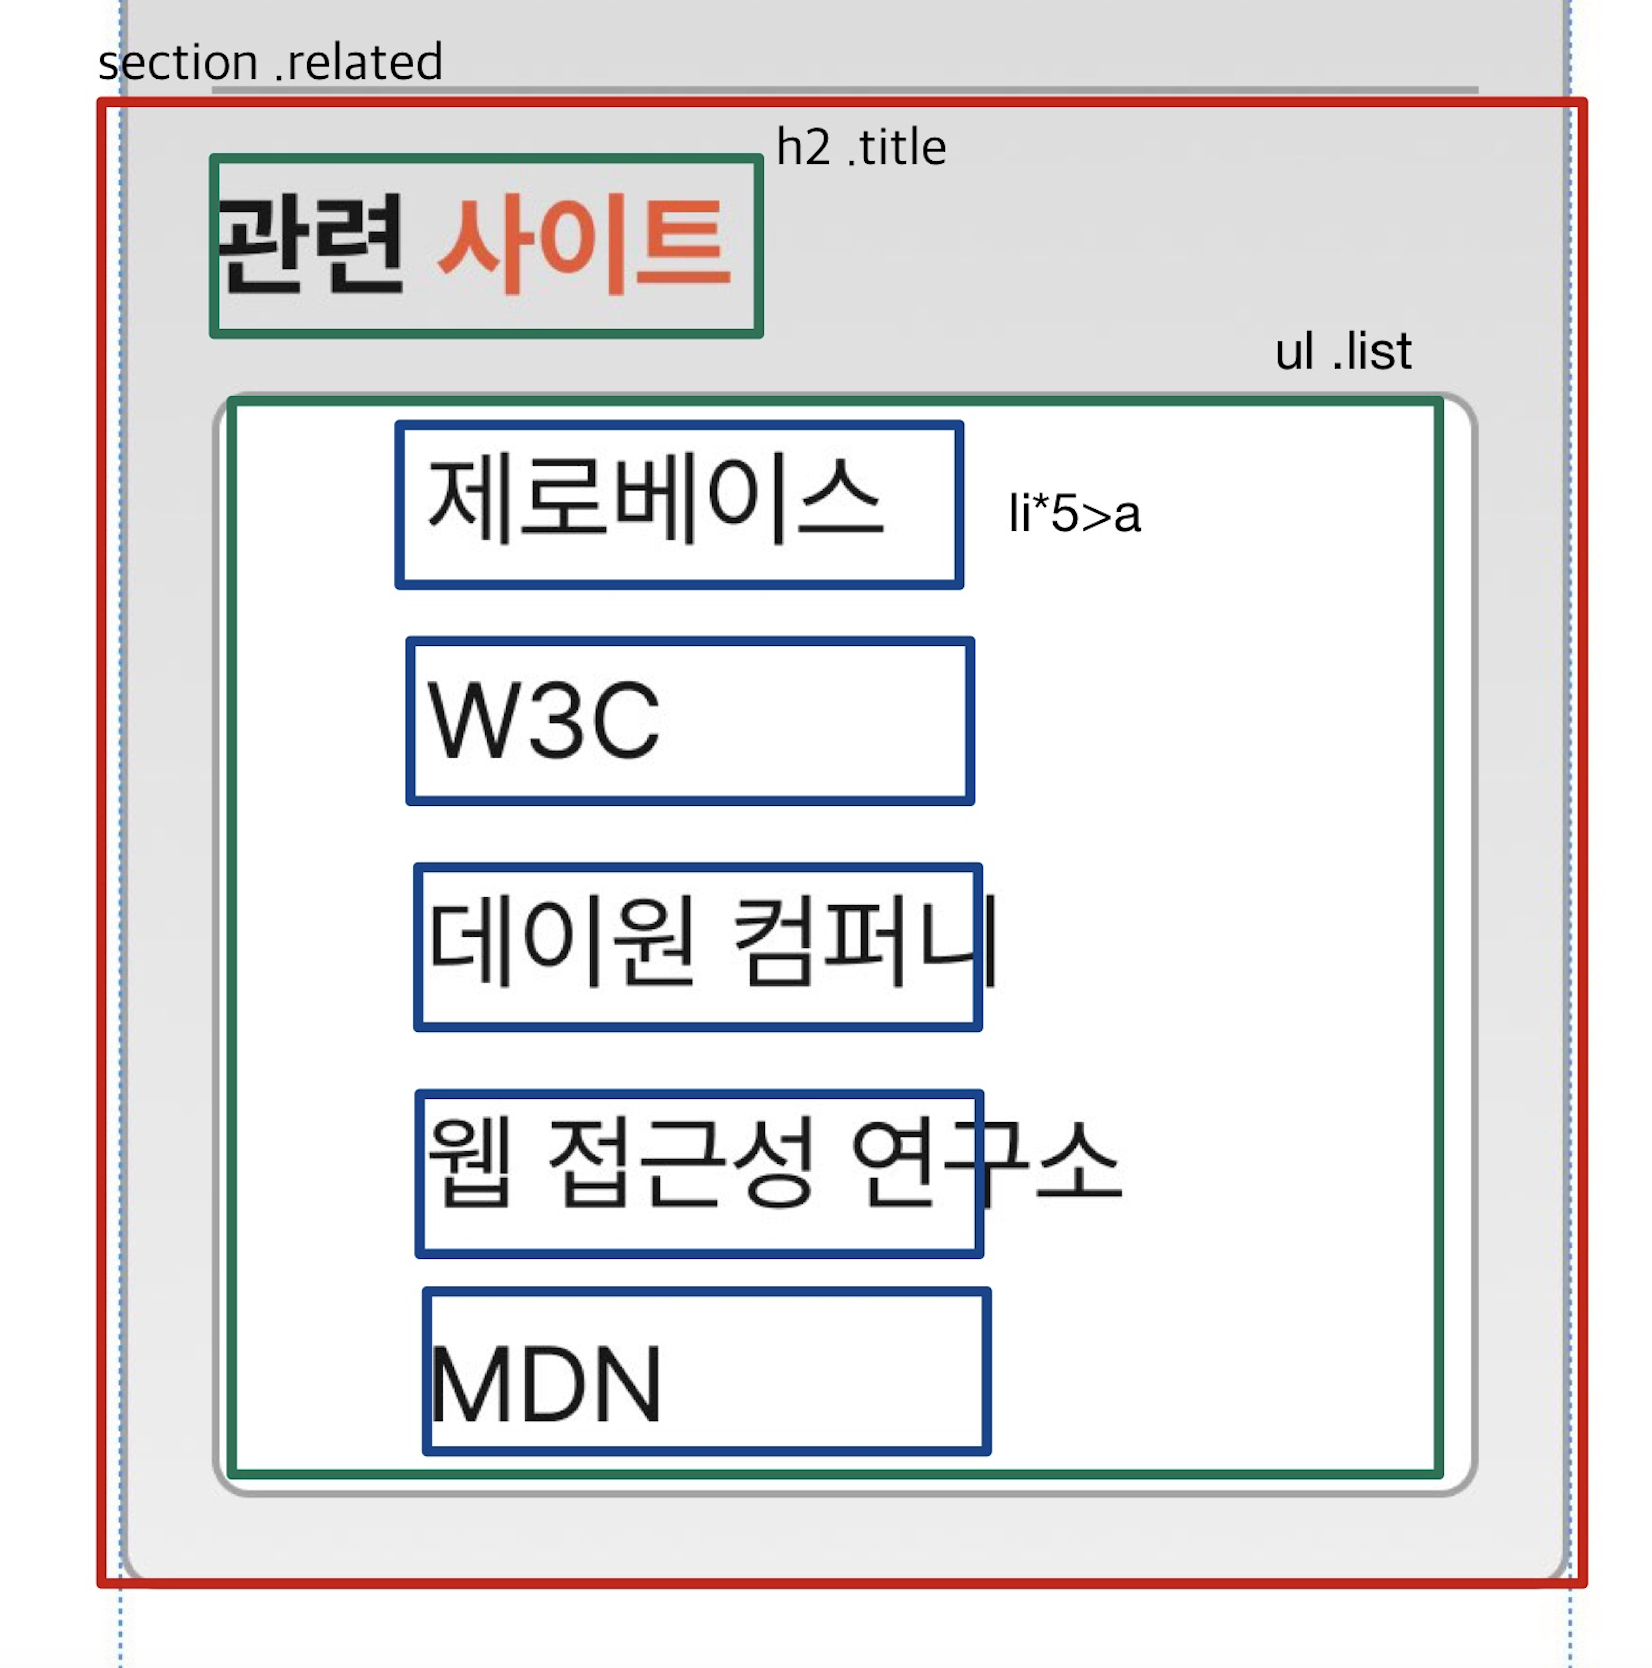 section .related
h2 .title
관련 사이트
ul .list
제로베이스
li*5>a
W3C
데이원 컴퍼니
웹 접근성 연구소
MDN